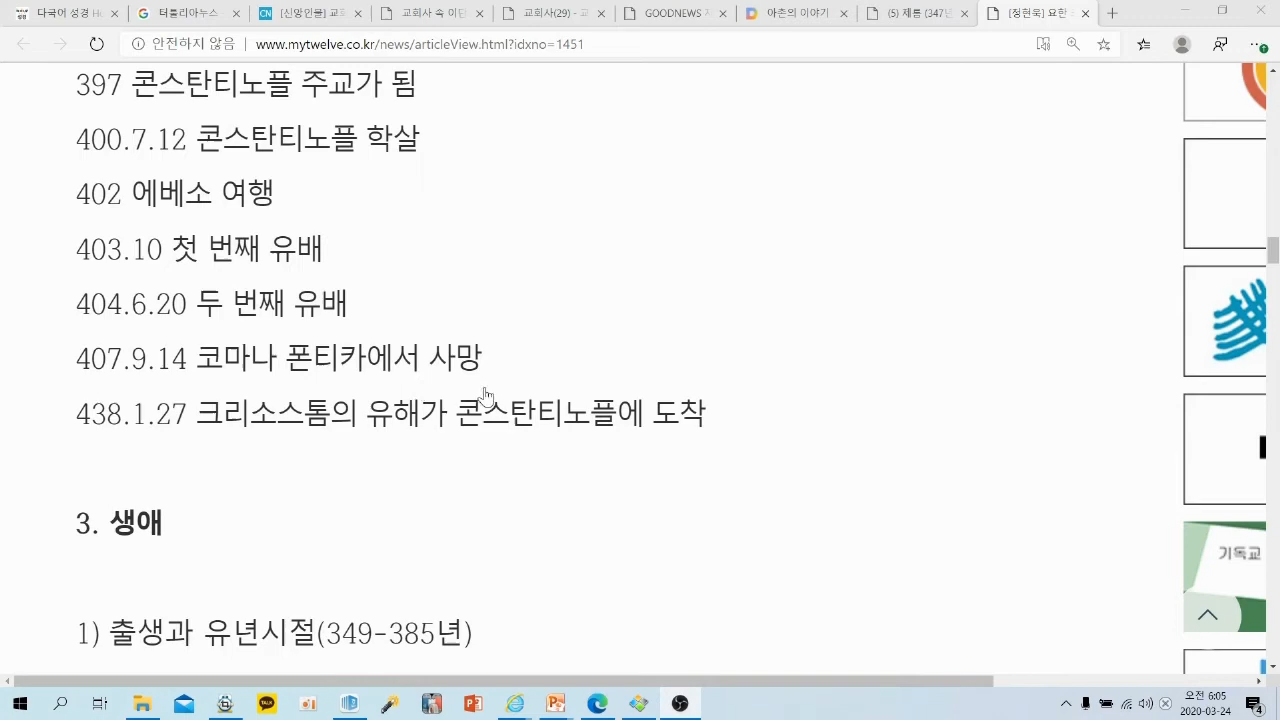 다국어 성경 Ho
터툴리아누스
[신앙인물] 교
교회사 속 이단
교회사(29) -
GOODNEWS
아존의 이야기
(5) 제롬 (347
[정현욱] 요한
안전하지 않음 www.mytwelve.co.kr/news/articleView.html?idxno=1451
397 콘스탄티노플 주교가 됨
400.7.12 콘스탄티노플 학살
402 에베소 여행
403.10 첫 번째 유배
404.6.20 두 번째 유배
407.9.14 코마나 폰티카에서 사망
438.1.27 크리소스톰의 유해가 콘스탄티노플에 도착
3. 생애
1) 출생과 유년시절(349-385년)
기독교
오전 6:05
2020-03-24